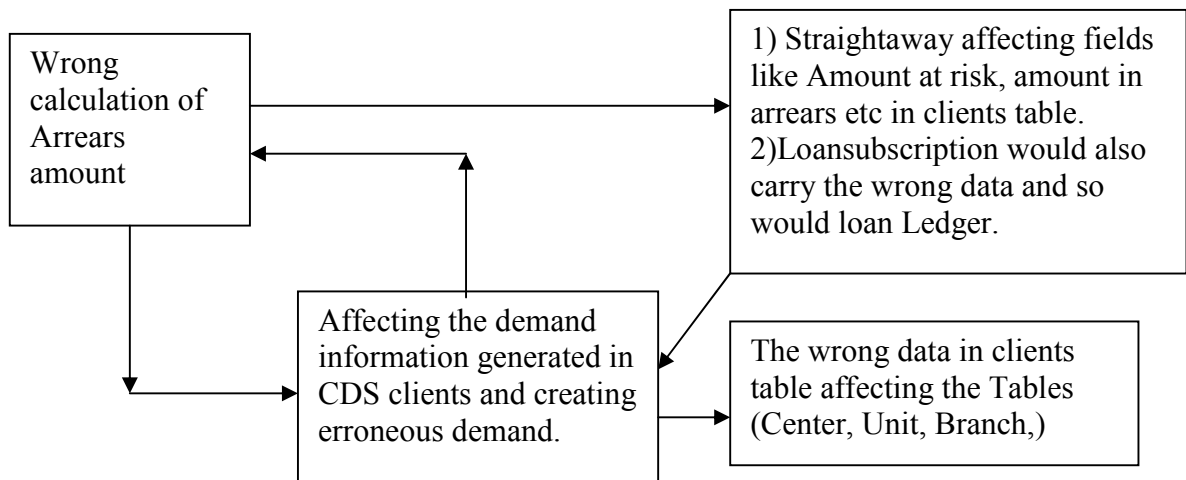 Wrong
calculation of
Arrears
amount
1) Straightaway affecting fields
like Amount at risk, amount in
arrears etc in clients table.
2)Loansubscription would also
carry the wrong data and so
would loan Ledger.
Affecting the demand
information generated in
CDS clients and creating
erroneous demand.
The wrong data in clients
table affecting the Tables
(Center, Unit, Branch,)